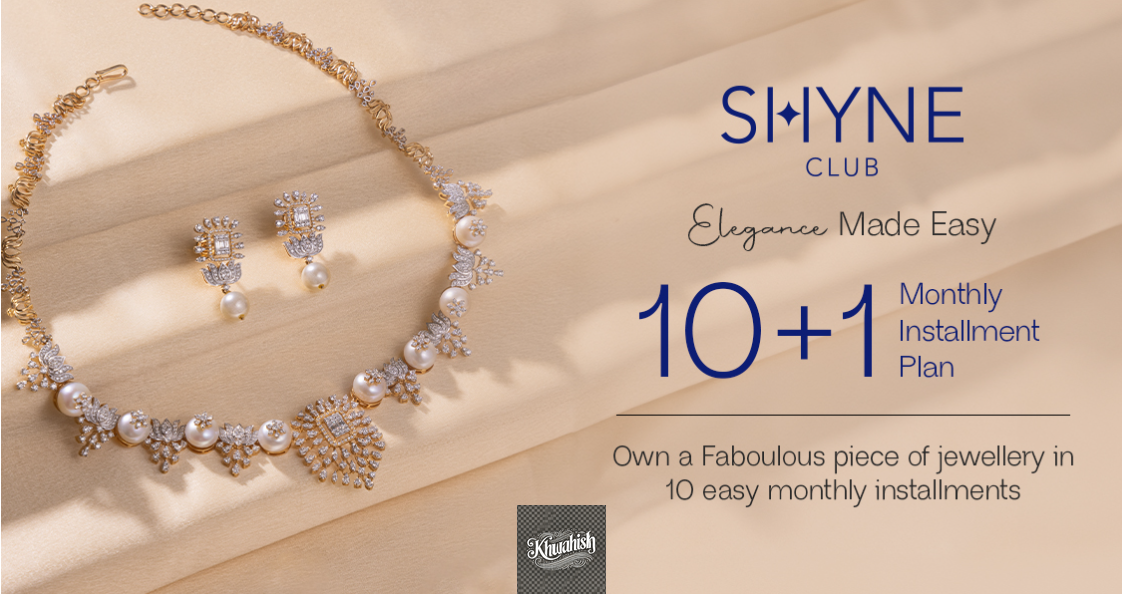 SHYNE
CLUB
Elegance Made Easy
10+1 Monthly
Installment
Plan
Own a Faboulous piece of jewellery in
10 easy monthly installments
Khwahish